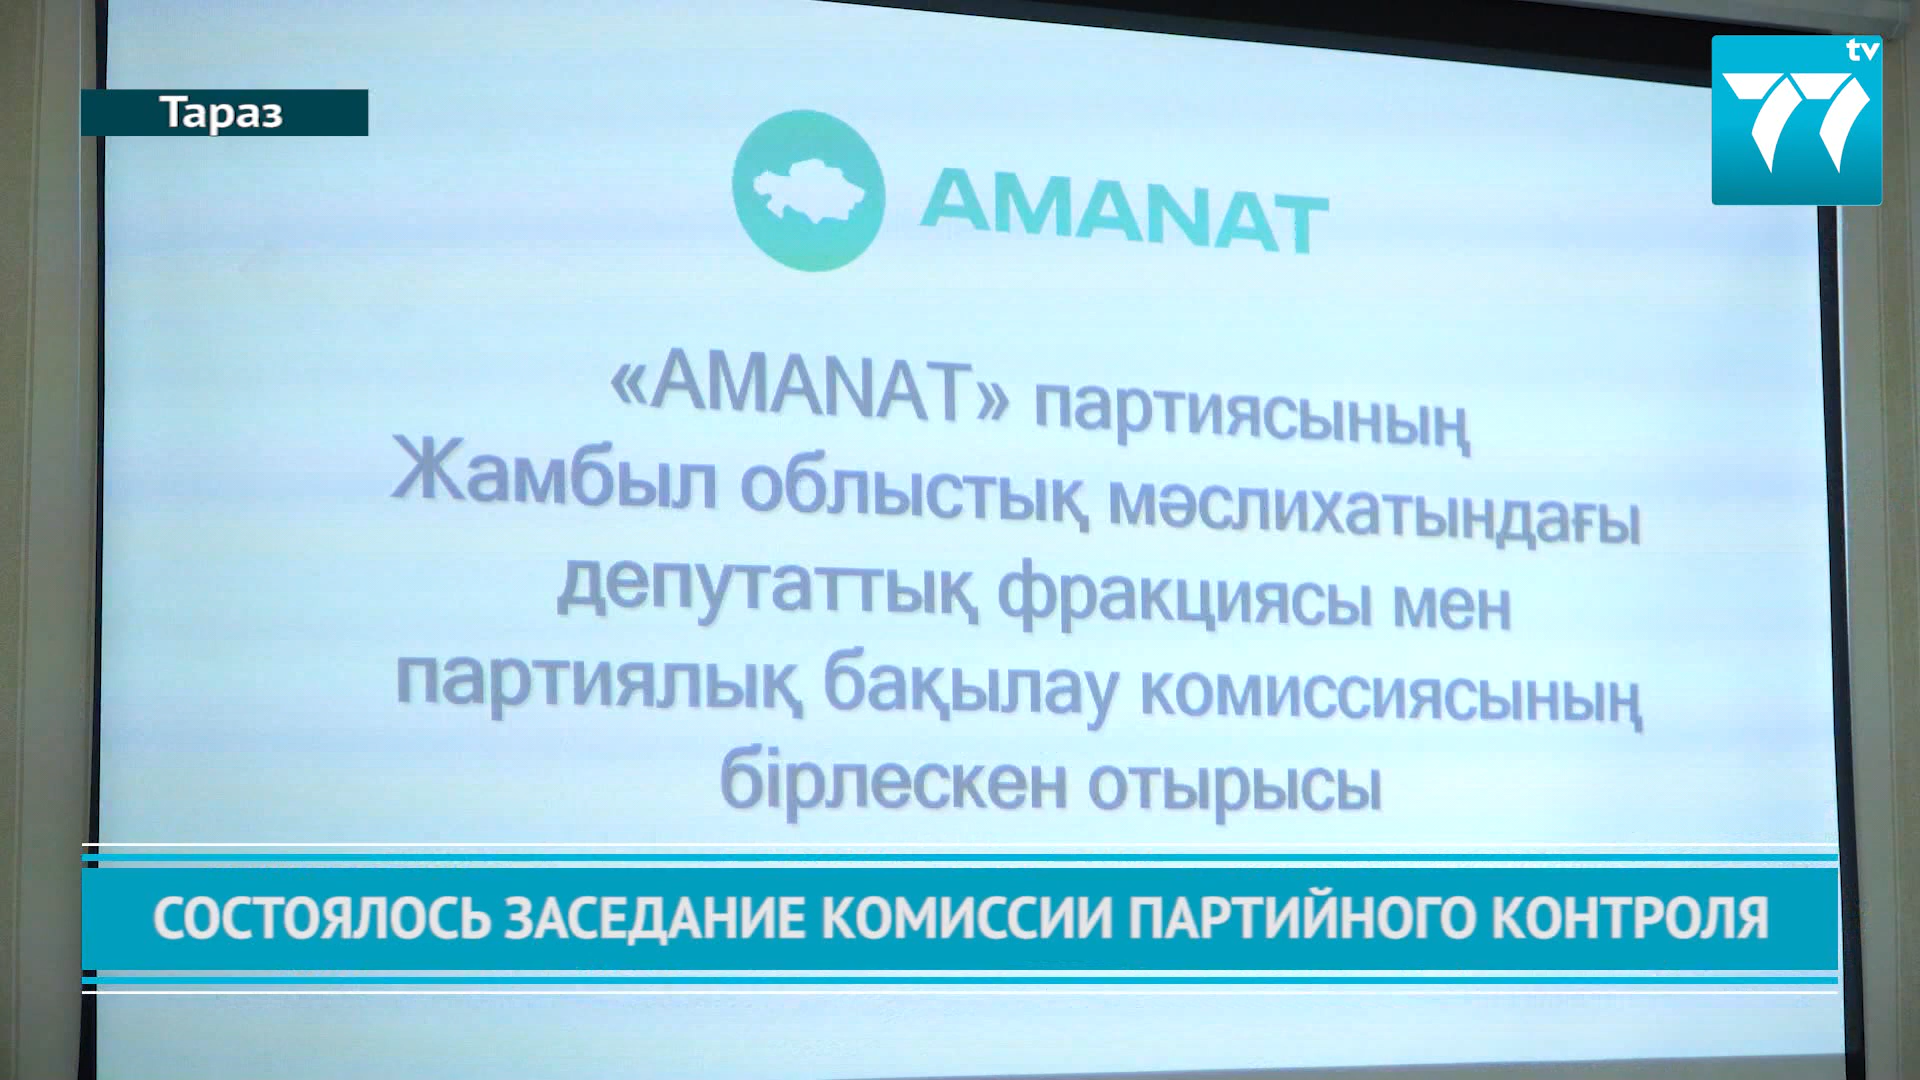 tv
77
Тараз
AMANAT
«AMANAT» партиясының
Жамбыл облыстық мәслихатындағы
депутаттық фракциясы мен
партиялық бақылау комиссиясының
бірлескен отырысы
СОСТОЯЛОСЬ ЗАСЕДАНИЕ КОМИССИИ ПАРТИЙНОГО КОНТРОЛЯ